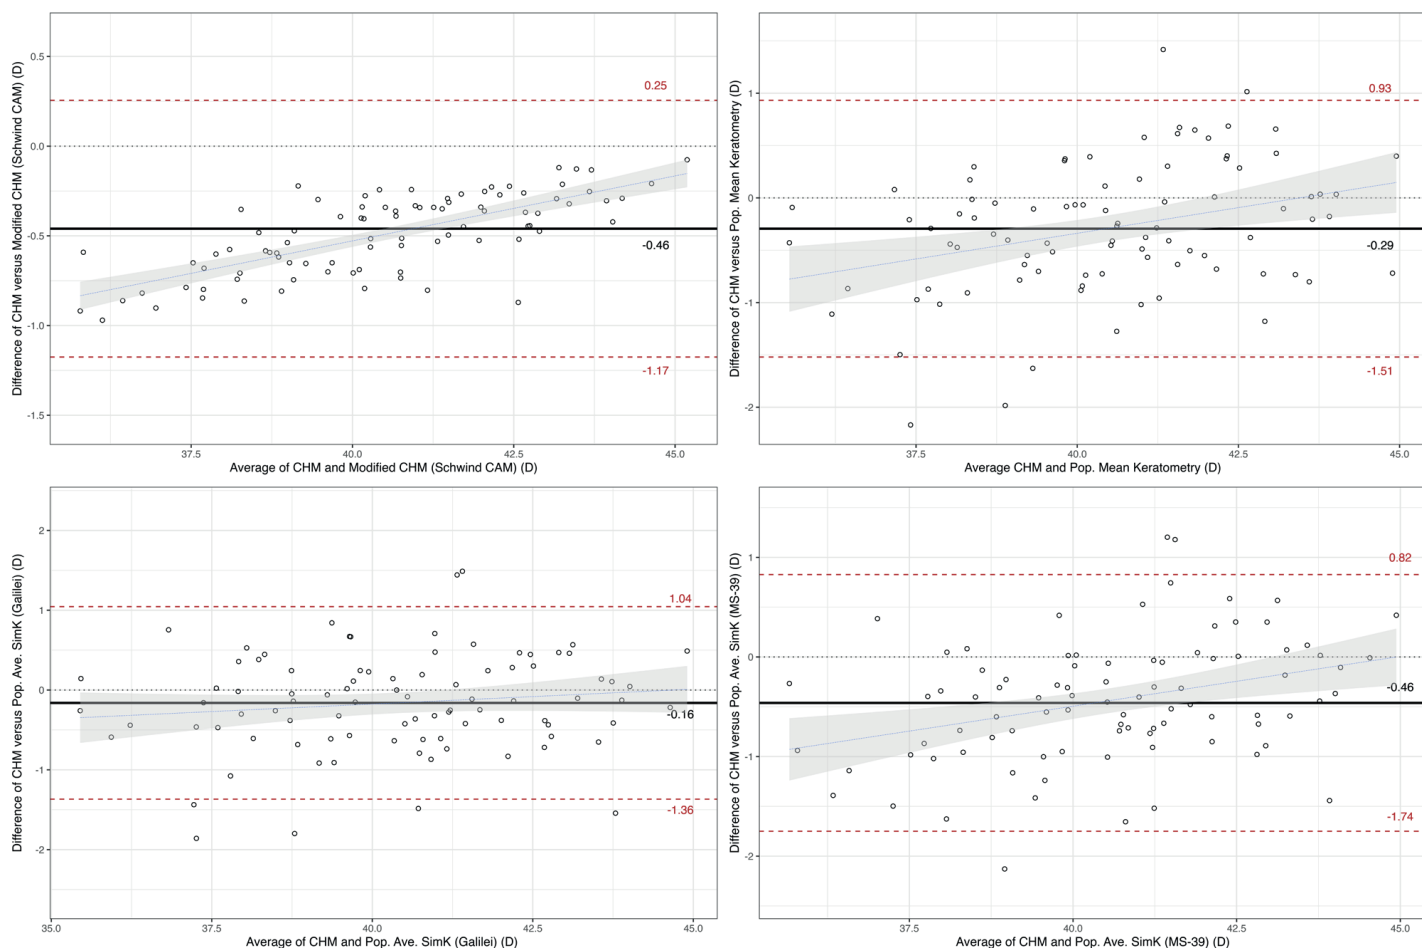 Difference of CHM versus Modified CHM (Schwind CAM) (D)
0.5
0.0
-0.5
-1.0
-1.5
0.25
-0.46
-1.17
37.5 40.0 42.5 45.0
Average of CHM and Modified CHM (Schwind CAM) (D)
Difference of CHM versus Pop. Mean Keratometry (D)
1
0
-1
-2
0.93
-0.29
-1.51
37.5 40.0 42.5 45.0
Average CHM and Pop. Mean Keratometry (D)
Difference of CHM versus Pop. Ave. SimK (Galilei) (D)
2
1
0
-1
-2
1.04
-0.16
-1.36
35.0 37.5 40.0 42.5 45.0
Average of CHM and Pop. Ave. SimK (Galilei) (D)
Difference of CHM versus Pop. Ave. SimK (MS-39) (D)
1
0
-1
-2
0.82
-0.46
-1.74
37.5 40.0 42.5 45.0
Average of CHM and Pop. Ave. SimK (MS-39) (D)